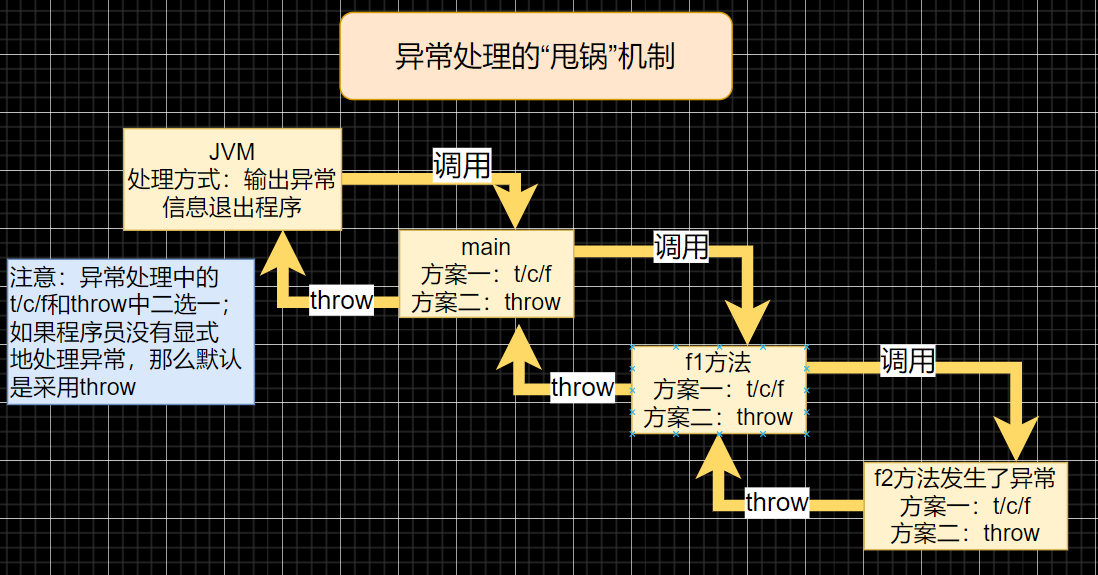 异常处理的“甩锅”机制
JVM
处理方式：输出异常
信息退出程序
调用
main
方案一：t/c/f
方案二：throw
throw
调用
注意：异常处理中的
t/c/f和throw中二选一；
如果程序员没有显式
地处理异常，那么默认
是采用throw
f1方法
方案一：t/c/f
方案二：throw
throw
调用
f2方法发生了异常
方案一：t/c/f
方案二：throw
throw